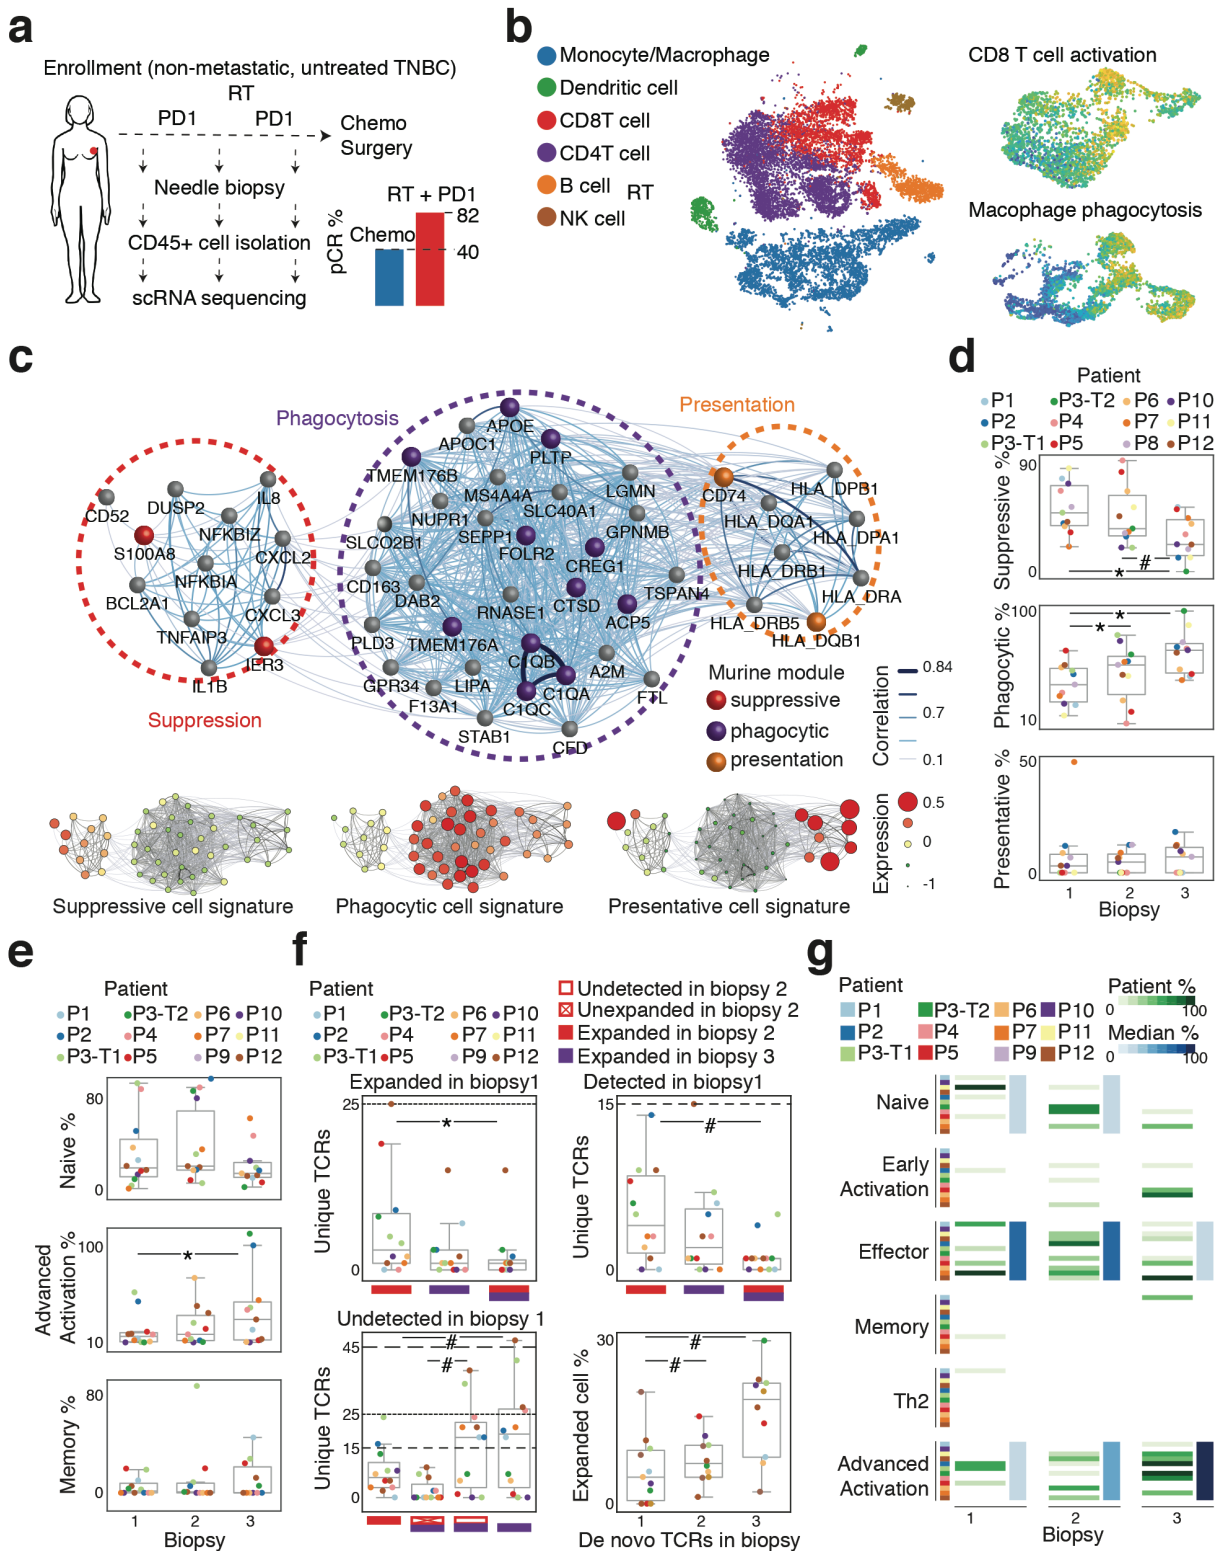 a
Enrollment (non-metastatic, untreated TNBC)
RT
PD1 PD1
Chemo
Surgery
Needle biopsy
CD45+ cell isolation
scRNA sequencing
RT + PD1
pCR %
Chemo
82
40
b
Monocyte/Macrophage
Dendritic cell
CD8T cell
CD4T cell
B cell
NK cell
RT
CD8 T cell activation
Macophage phagocytosis
c
Suppression
CD52
DUSP2
IL8
S100A8
NFKBIZ
CXCL2
NFKBIA
BCL2A1
CXCL3
TNFAIP3
IER3
IL1B
Phagocytosis
APOE
APOC1
PLTP
TMEM176B
MS4A4A
LGMN
NUPR1
SLC40A1
SLCO2B1
SEPP1
GPNMB
FOLR2
CREG1
CD163
DAB2
RNASE1
CTSD
TSPAN4
ACP5
PLD3
TMEM176A
C1QB
A2M
GPR34
LIPA
C1QA
F13A1
C1QC
FTL
STAB1
CFD
Presentation
CD74
HLA_DPB1
HLA_DQA1
HLA_DPA1
HLA_DRB1
HLA_DRA
HLA_DRB5
HLA_DQB1
Murine module
suppressive
phagocytic
presentation
Correlation
0.84
0.7
0.1
Expression
0.5
0
-1
Suppressive cell signature
Phagocytic cell signature
Presentative cell signature
d
Patient
P1 P3-T2 P6 P10
P2 P4 P7 P11
P3-T1 P5 P8 P12
Suppressive %
90
0
#
*
Phagocytic %
100
10
*
*
Presentative %
50
0
1 2 3
Biopsy
e
Patient
P1 P3-T2 P6 P10
P2 P4 P7 P11
P3-T1 P5 P9 P12
Naive %
80
0
Advanced
Activation %
100
10
*
Memory %
80
0
1 2 3
Biopsy
f
Patient
P1 P3-T2 P6 P10
P2 P4 P7 P11
P3-T1 P5 P9 P12
Undetected in biopsy 2
Unexpanded in biopsy 2
Expanded in biopsy 2
Expanded in biopsy 3
Expanded in biopsy1
Unique TCRs
25
0
*
Detected in biopsy1
Unique TCRs
15
0
#
Undetected in biopsy 1
Unique TCRs
45
25
15
0
#
#
Expanded cell %
30
0
#
#
1 2 3
De novo TCRs in biopsy
g
Patient
P1 P3-T2 P6 P10
P2 P4 P7 P11
P3-T1 P5 P9 P12
Patient %
0 100
Median %
0 100
Naive
Early
Activation
Effector
Memory
Th2
Advanced
Activation
1 2 3
Biopsy